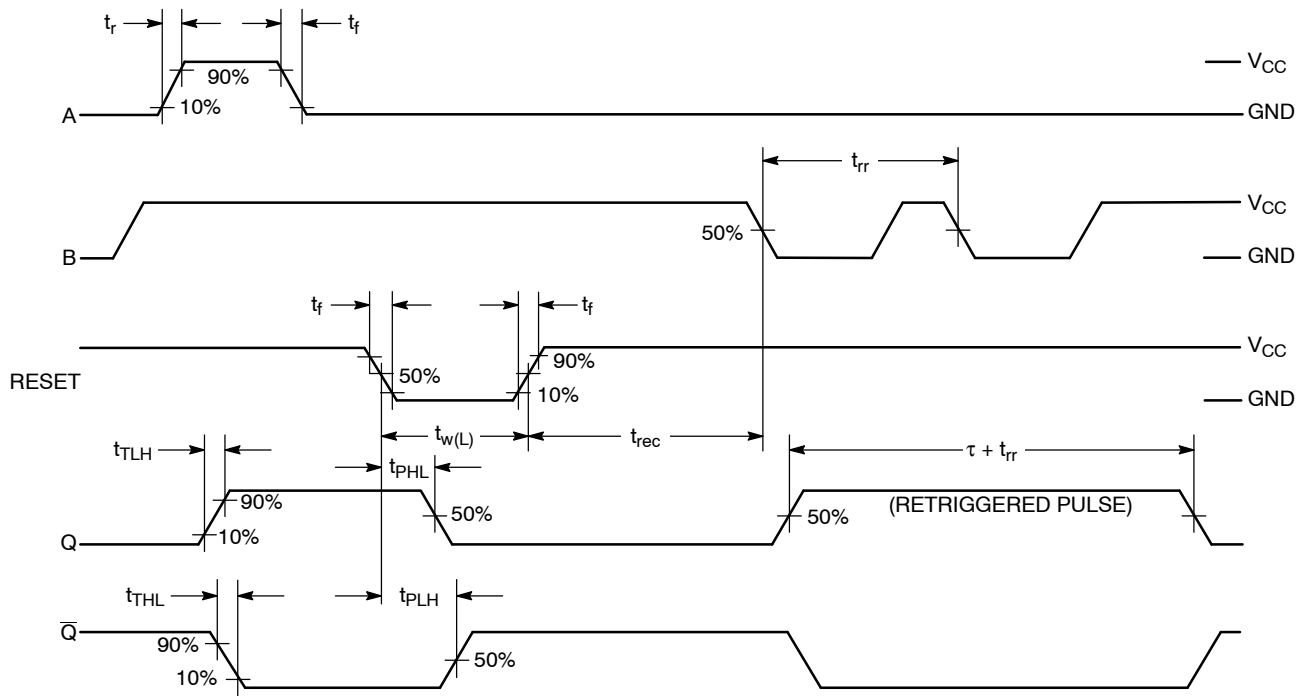 tr tf
90%
10%
A
VCC
GND
trr
VCC
50%
B
GND
tf tf
VCC
RESET
50%
90%
10%
GND
tw(L) trec
tTLH
tPHL
τ + trr
90%
50%
50%
(RETRIGGERED PULSE)
10%
Q
tTHL tPLH
Q̅
90%
50%
10%